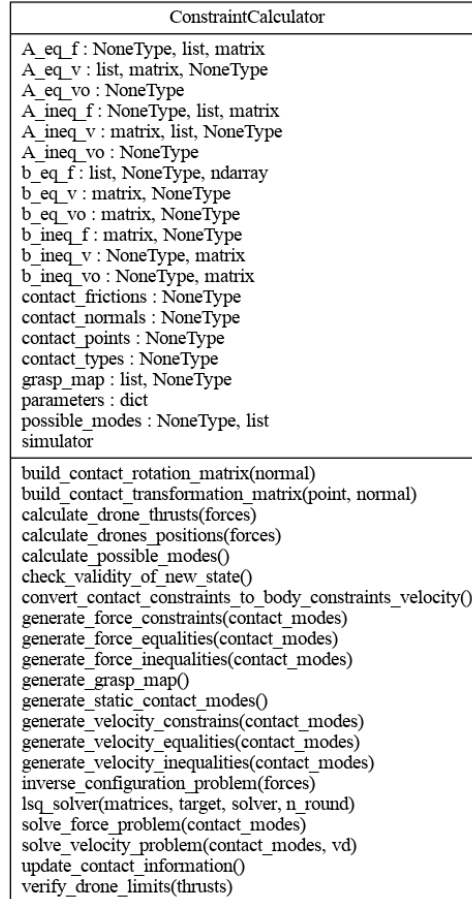 ConstraintCalculator
A_eq_f : NoneType, list, matrix
A_eq_v : list, matrix, NoneType
A_eq_vo : NoneType
A_ineq_f : NoneType, list, matrix
A_ineq_v : matrix, list, NoneType
A_ineq_vo : NoneType
b_eq_f : list, NoneType, ndarray
b_eq_v : matrix, NoneType
b_eq_vo : matrix, NoneType
b_ineq_f : matrix, NoneType
b_ineq_v : NoneType, matrix
b_ineq_vo : NoneType, matrix
contact_frictions : NoneType
contact_normals : NoneType
contact_points : NoneType
contact_types : NoneType
grasp_map : list, NoneType
parameters : dict
possible_modes : NoneType, list
simulator
build_contact_rotation_matrix(normal)
build_contact_transformation_matrix(point, normal)
calculate_drone_thrusts(forces)
calculate_drones_positions(forces)
calculate_possible_modes()
check_validity_of_new_state()
convert_contact_constraints_to_body_constraints_velocity()
generate_force_constraints(contact_modes)
generate_force_equalities(contact_modes)
generate_force_inequalities(contact_modes)
generate_grasp_map()
generate_static_contact_modes()
generate_velocity_constrains(contact_modes)
generate_velocity_equalities(contact_modes)
generate_velocity_inequalities(contact_modes)
inverse_configuration_problem(forces)
lsq_solver(matrices, target, solver, n_round)
solve_force_problem(contact_modes)
solve_velocity_problem(contact_modes, vd)
update_contact_information()
verify_drone_limits(thrusts)